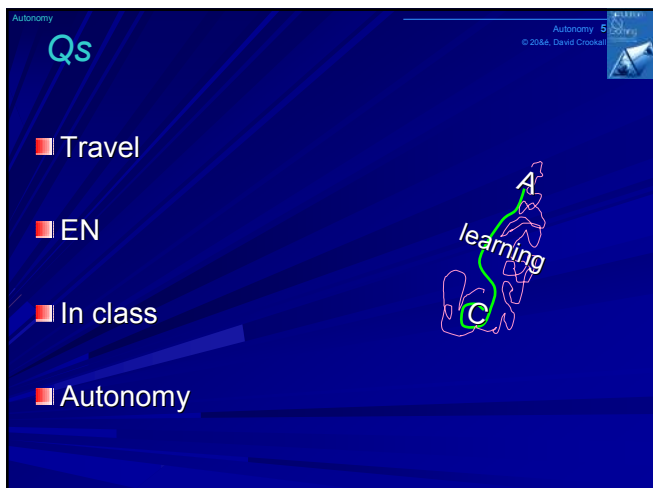 Autonomy
Autonomy 5
© 20&é, David Crookall
Qs
Travel
EN
In class
Autonomy
A
learning
C